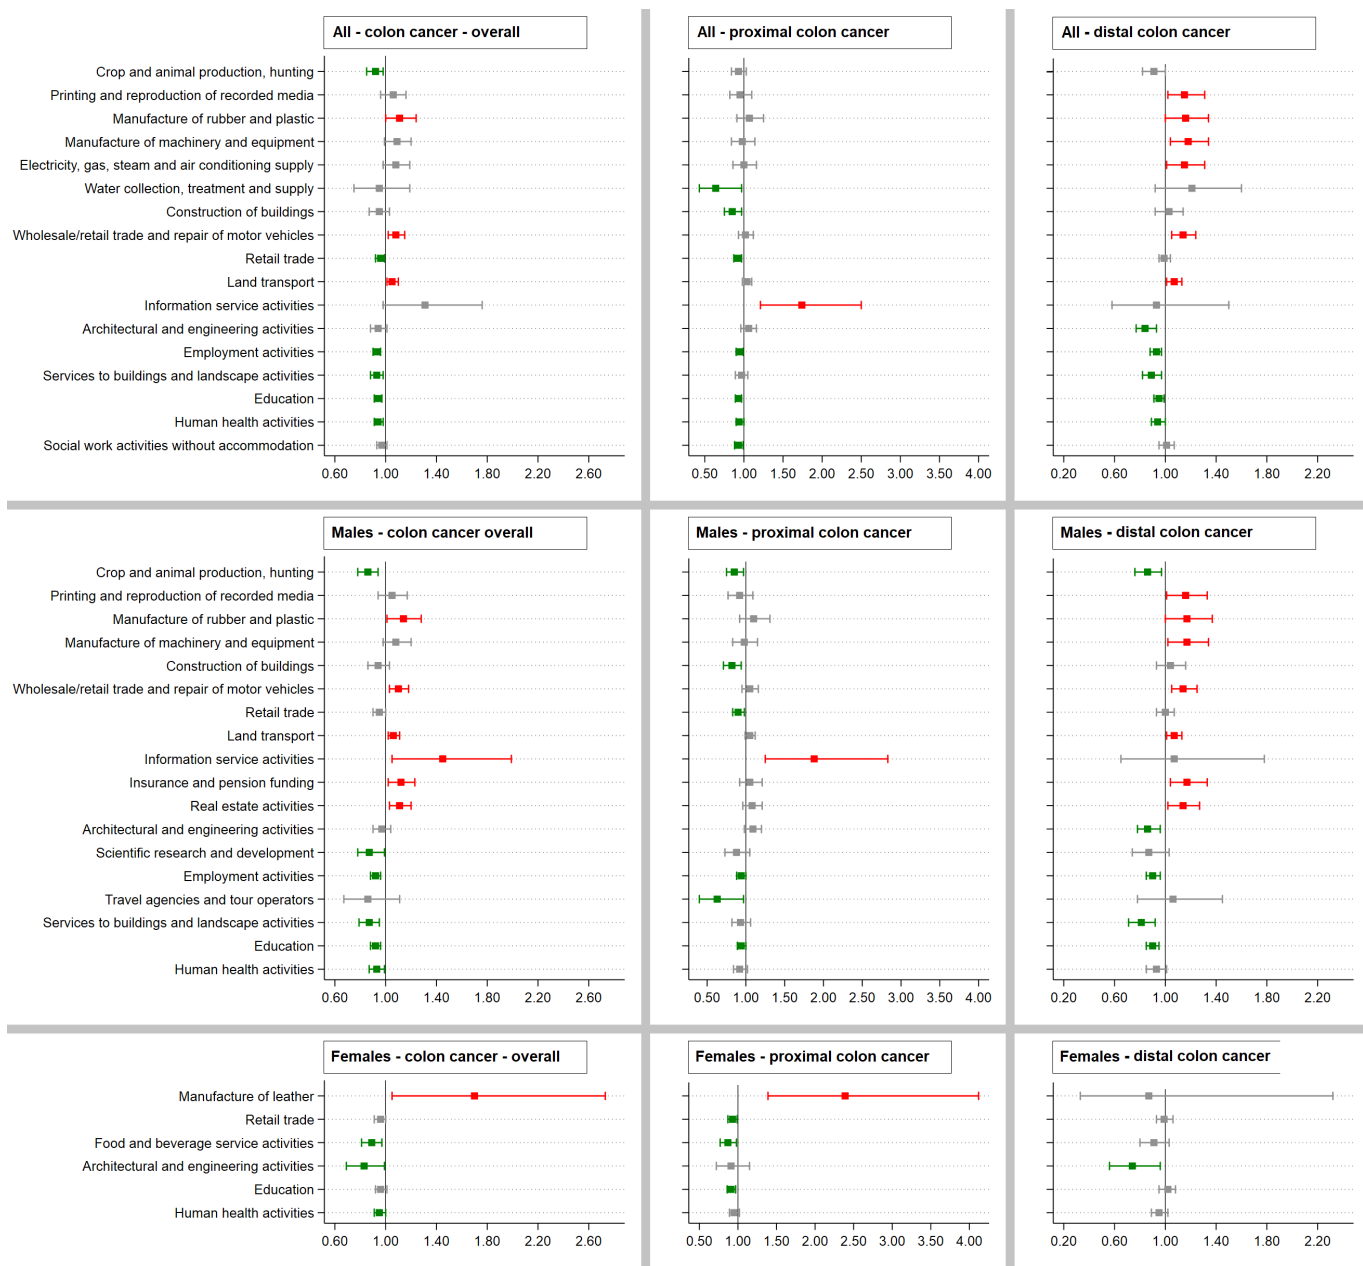 All - colon cancer - overall
All - proximal colon cancer
All - distal colon cancer
Crop and animal production, hunting
Printing and reproduction of recorded media
Manufacture of rubber and plastic
Manufacture of machinery and equipment
Electricity, gas, steam and air conditioning supply
Water collection, treatment and supply
Construction of buildings
Wholesale/retail trade and repair of motor vehicles
Retail trade
Land transport
Information service activities
Architectural and engineering activities
Employment activities
Services to buildings and landscape activities
Education
Human health activities
Social work activities without accommodation
0.60 1.00 1.40 1.80 2.20 2.60
0.50 1.00 1.50 2.00 2.50 3.00 3.50 4.00
0.20 0.60 1.00 1.40 1.80 2.20
Males - colon cancer overall
Males - proximal colon cancer
Males - distal colon cancer
Crop and animal production, hunting
Printing and reproduction of recorded media
Manufacture of rubber and plastic
Manufacture of machinery and equipment
Construction of buildings
Wholesale/retail trade and repair of motor vehicles
Retail trade
Land transport
Information service activities
Insurance and pension funding
Real estate activities
Architectural and engineering activities
Scientific research and development
Employment activities
Travel agencies and tour operators
Services to buildings and landscape activities
Education
Human health activities
0.60 1.00 1.40 1.80 2.20 2.60
0.50 1.00 1.50 2.00 2.50 3.00 3.50 4.00
0.20 0.60 1.00 1.40 1.80 2.20
Females - colon cancer - overall
Females - proximal colon cancer
Females - distal colon cancer
Manufacture of leather
Retail trade
Food and beverage service activities
Architectural and engineering activities
Education
Human health activities
0.60 1.00 1.40 1.80 2.20 2.60
0.50 1.00 1.50 2.00 2.50 3.00 3.50 4.00
0.20 0.60 1.00 1.40 1.80 2.20